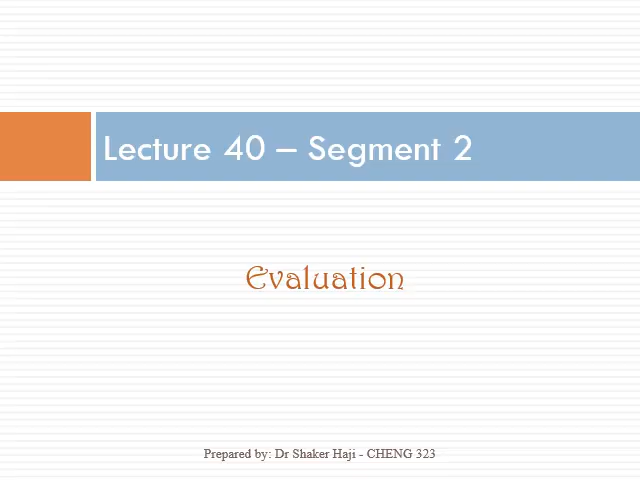 Lecture 40 – Segment 2
Evaluation
Prepared by: Dr Shaker Haji - CHENG 323